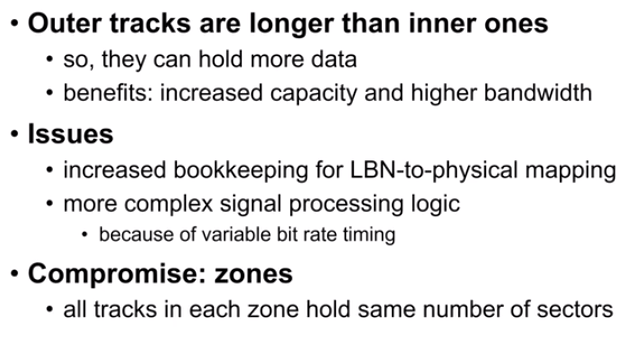 • Outer tracks are longer than inner ones
• so, they can hold more data
• benefits: increased capacity and higher bandwidth
• Issues
• increased bookkeeping for LBN-to-physical mapping
• more complex signal processing logic
• because of variable bit rate timing
• Compromise: zones
• all tracks in each zone hold same number of sectors